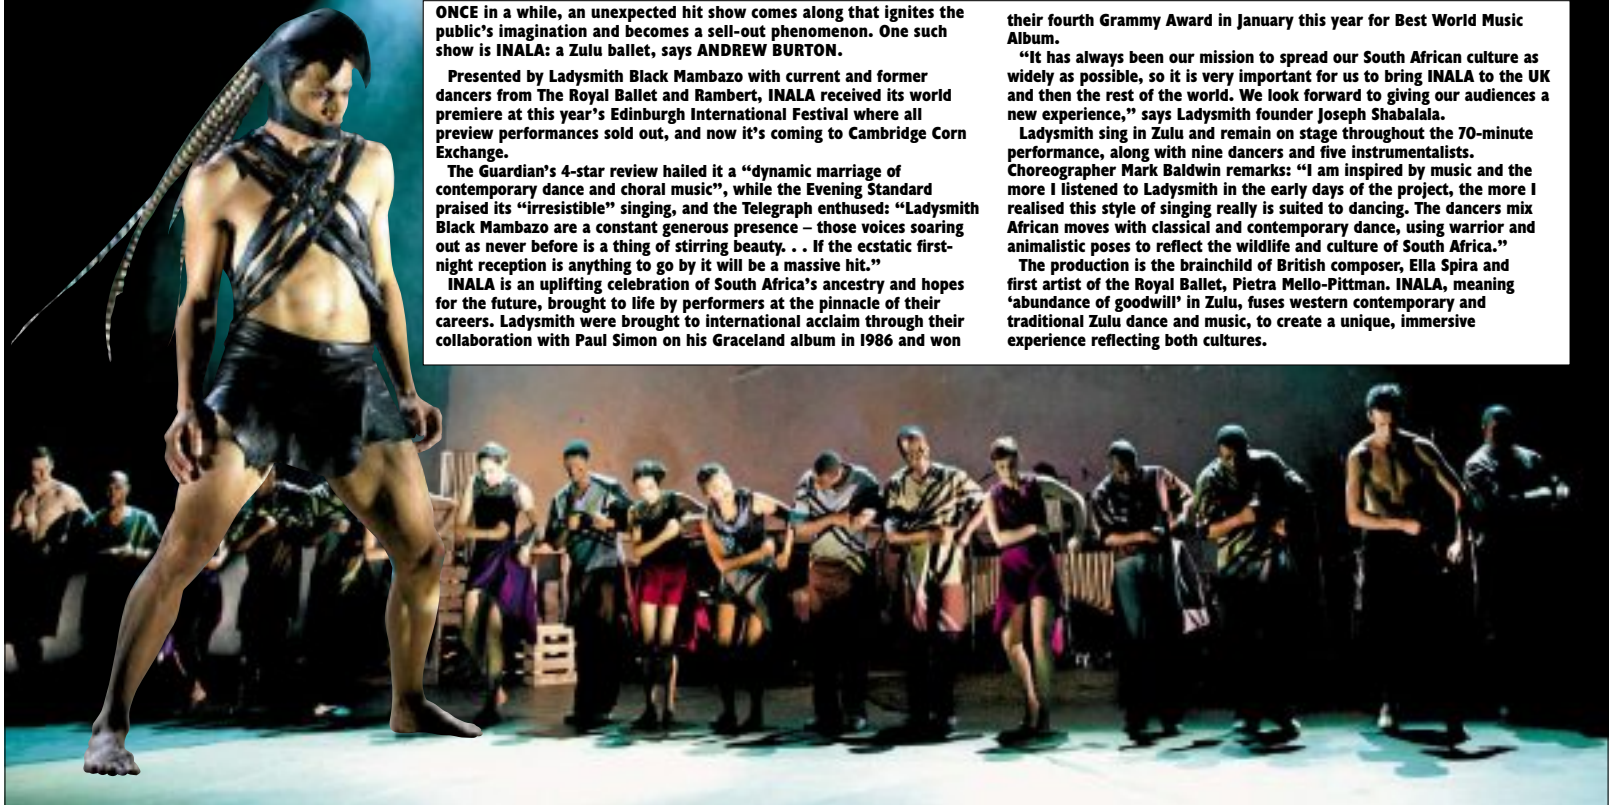 ONCE in a while, an unexpected hit show comes along that ignites the
public's imagination and becomes a sell-out phenomenon. One such
show is INALA: a Zulu ballet, says ANDREW BURTON.
Presented by Ladysmith Black Mambazo with current and former
dancers from The Royal Ballet and Rambert, INALA received its world
premiere at this year's Edinburgh International Festival where all
preview performances sold out, and now it's coming to Cambridge Corn
Exchange.
The Guardian's 4-star review hailed it a “dynamic marriage of
contemporary dance and choral music”, while the Evening Standard
praised its “irresistible” singing, and the Telegraph enthused: “Ladysmith
Black Mambazo are a constant generous presence – those voices soaring
out as never before is a thing of stirring beauty. . . If the ecstatic first-
night reception is anything to go by it will be a massive hit.”
INALA is an uplifting celebration of South Africa's ancestry and hopes
for the future, brought to life by performers at the pinnacle of their
careers. Ladysmith were brought to international acclaim through their
collaboration with Paul Simon on his Graceland album in 1986 and won
their fourth Grammy Award in January this year for Best World Music
Album.
“It has always been our mission to spread our South African culture as
widely as possible, so it is very important for us to bring INALA to the UK
and then the rest of the world. We look forward to giving our audiences a
new experience,” says Ladysmith founder Joseph Shabalala.
Ladysmith sing in Zulu and remain on stage throughout the 70-minute
performance, along with nine dancers and five instrumentalists.
Choreographer Mark Baldwin remarks: “I am inspired by music and the
more I listened to Ladysmith in the early days of the project, the more I
realised this style of singing really is suited to dancing. The dancers mix
African moves with classical and contemporary dance, using warrior and
animalistic poses to reflect the wildlife and culture of South Africa.”
The production is the brainchild of British composer, Ella Spira and
first artist of the Royal Ballet, Pietra Mello-Pittman. INALA, meaning
‘abundance of goodwill’ in Zulu, fuses western contemporary and
traditional Zulu dance and music, to create a unique, immersive
experience reflecting both cultures.